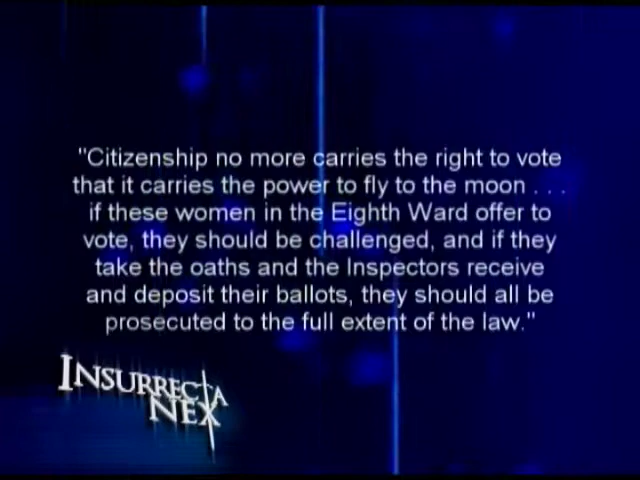 "Citizenship no more carries the right to vote
that it carries the power to fly to the moon . . .
if these women in the Eighth Ward offer to
vote, they should be challenged, and if they
take the oaths and the Inspectors receive
and deposit their ballots, they should all be
prosecuted to the full extent of the law."
INSURRECTA
NEX